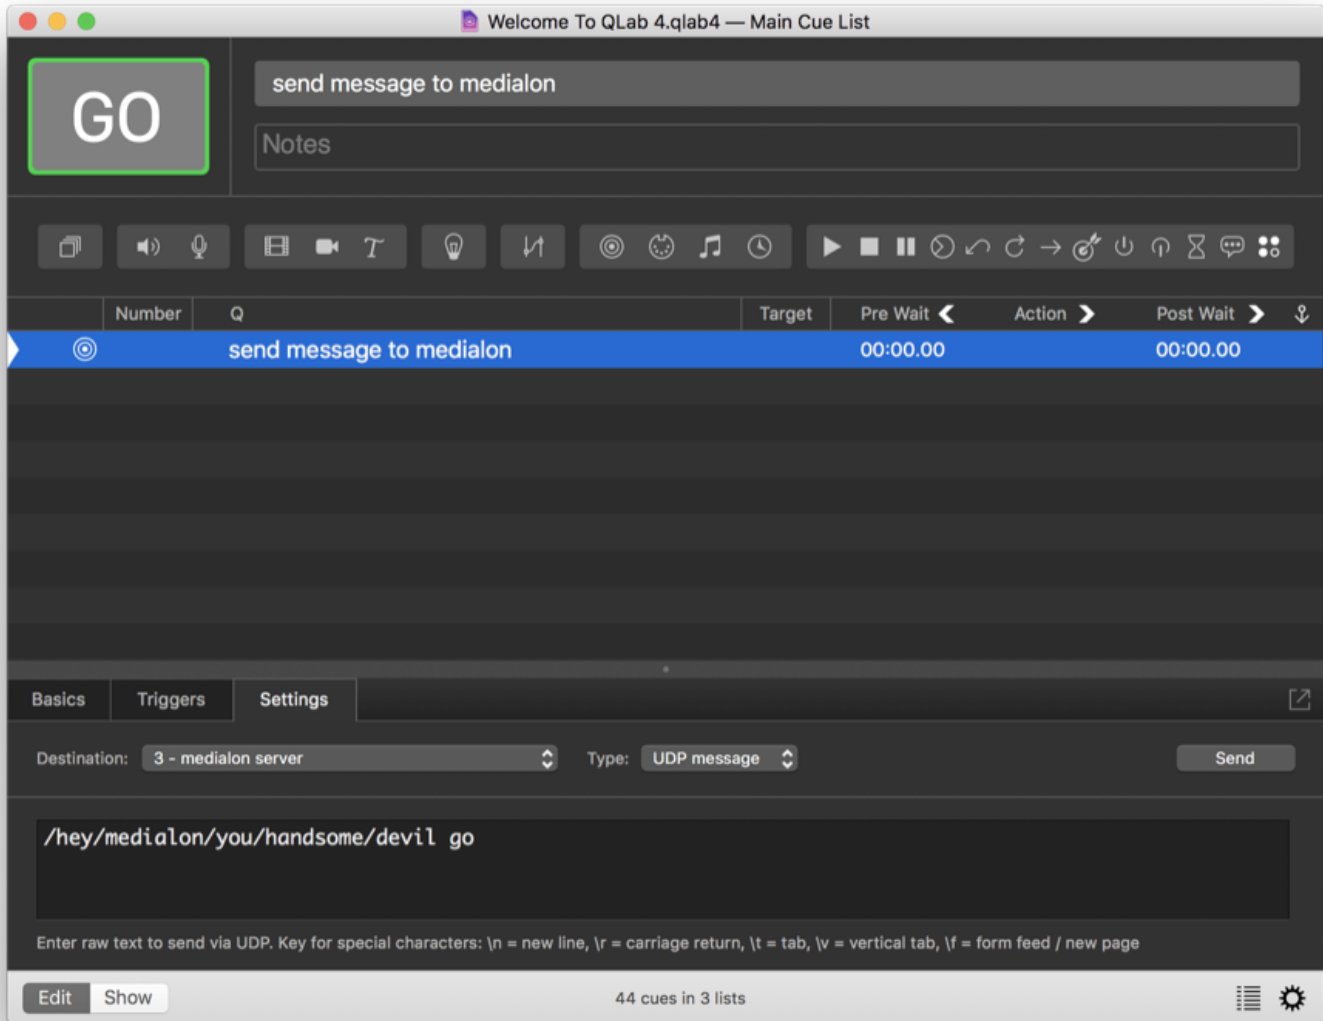 Welcome To QLab 4.qlab4 — Main Cue List
GO
send message to medialon
Notes
Number Q Target Pre Wait Action Post Wait
send message to medialon 00:00.00 00:00.00
Basics Triggers Settings
Destination: 3 - medialon server Type: UDP message Send
/hey/medialon/you/handsome/devil go
Enter raw text to send via UDP. Key for special characters: \n = new line, \r = carriage return, \t = tab, \v = vertical tab, \f = form feed / new page
Edit Show 44 cues in 3 lists